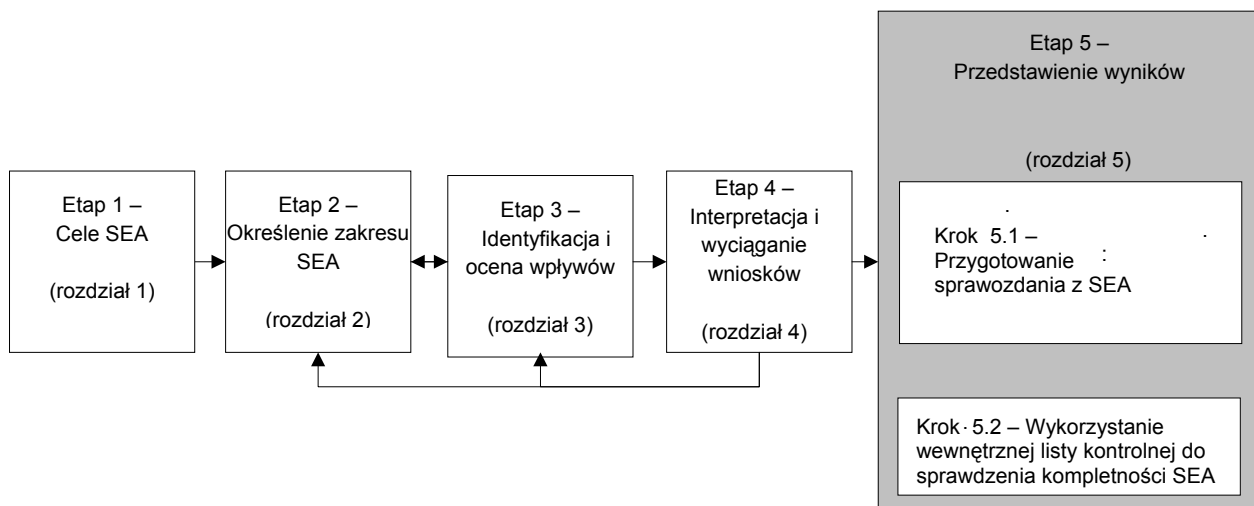 Etap 1 –
Cele SEA
(rozdział 1)
Etap 2 –
Określenie zakresu
SEA
(rozdział 2)
Etap 3 –
Identyfikacja i
ocena wpływów
(rozdział 3)
Etap 4 –
Interpretacja i
wyciąganie
wniosków
(rozdział 4)
Etap 5 –
Przedstawienie wyników
(rozdział 5)
Krok 5.1 –
Przygotowanie
sprawozdania z SEA
Krok 5.2 – Wykorzystanie
wewnętrznej listy kontrolnej do
sprawdzenia kompletności SEA